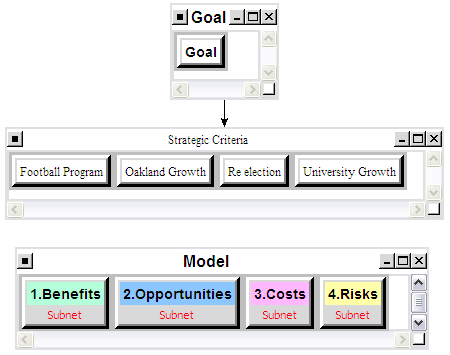 Goal
Goal
Strategic Criteria
Football Program Oakland Growth Re election University Growth
Model
1.Benefits 2.Opportunities 3.Costs 4.Risks
Subnet Subnet Subnet Subnet